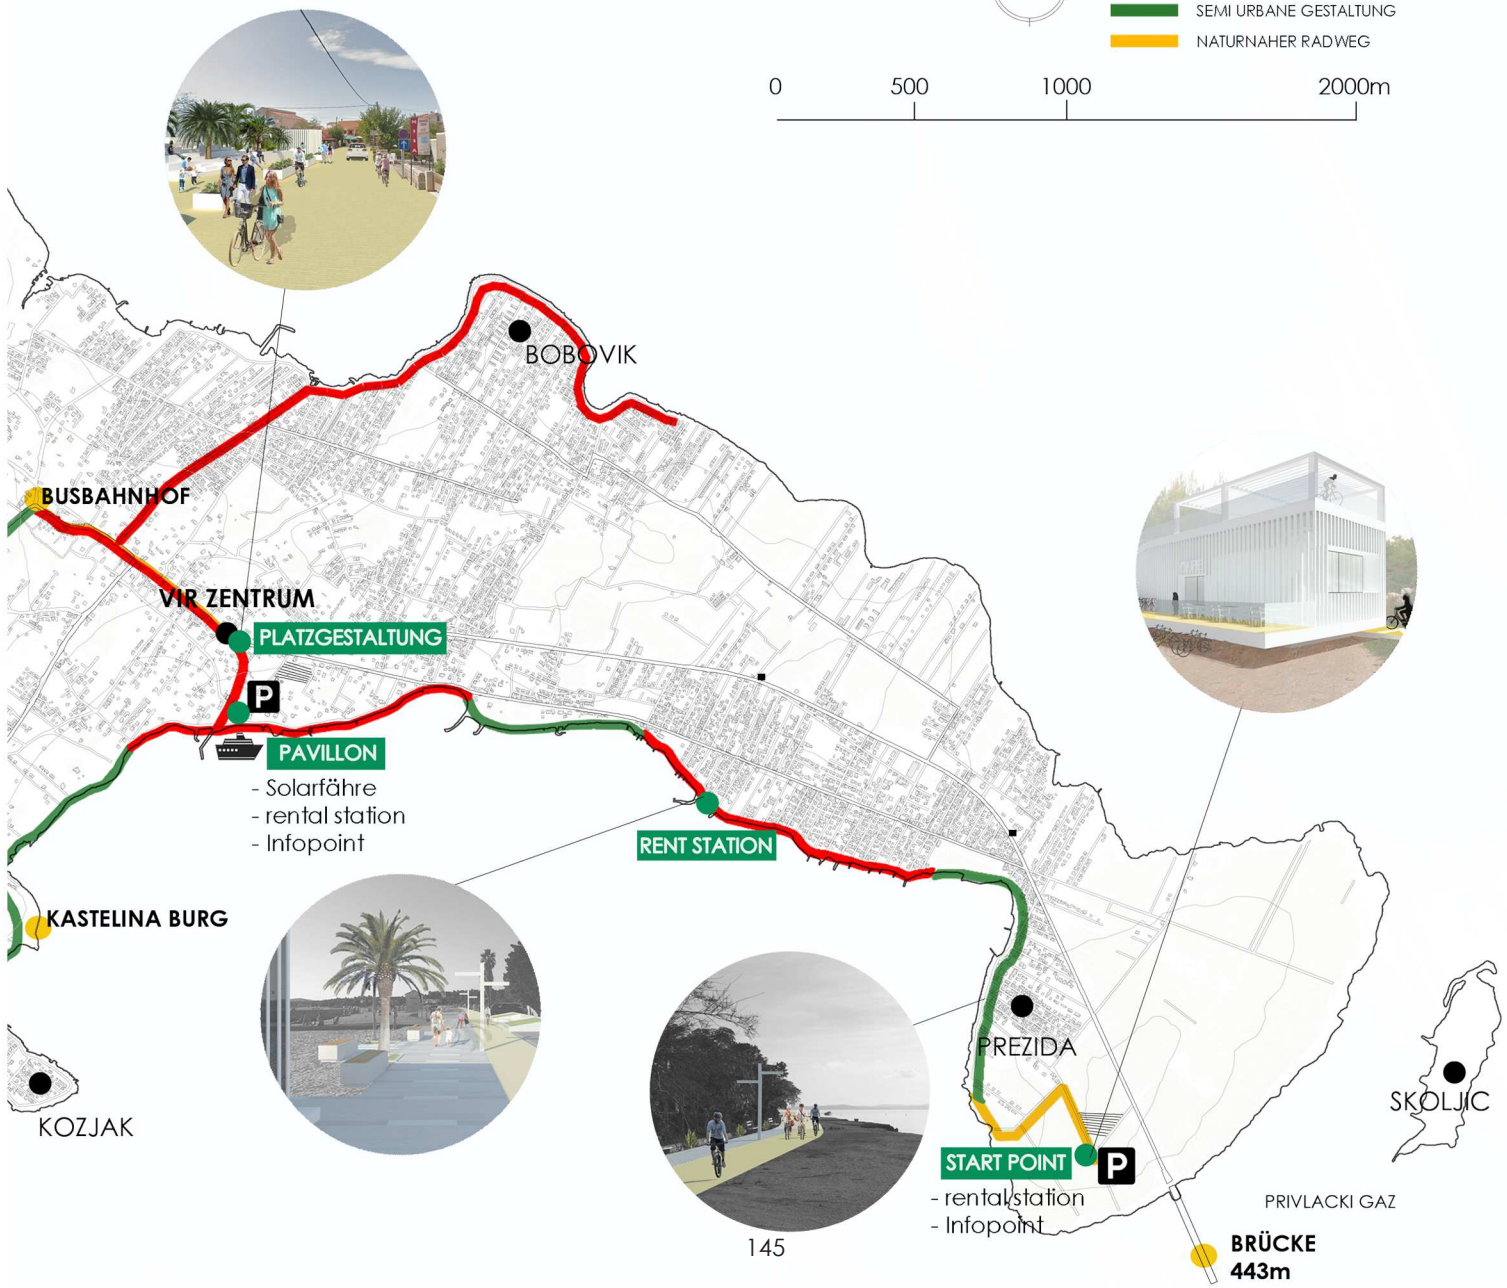 SEMI URBANE GESTALTUNG
NATURNAHER RADWEG
0 500 1000 2000m
BOBOVIK
BUSBAHNHOF
VIR ZENTRUM
PLATZGESTALTUNG
P
PAVILLON
- Solarfähre
- rental station
- Infopoint
RENT STATION
KASTELINA BURG
PREZIDA
KOZJAK
SKOLJIC
START POINT
P
- rental station
- Infopoint
PRIVLACKI GAZ
BRÜCKE
443m
145